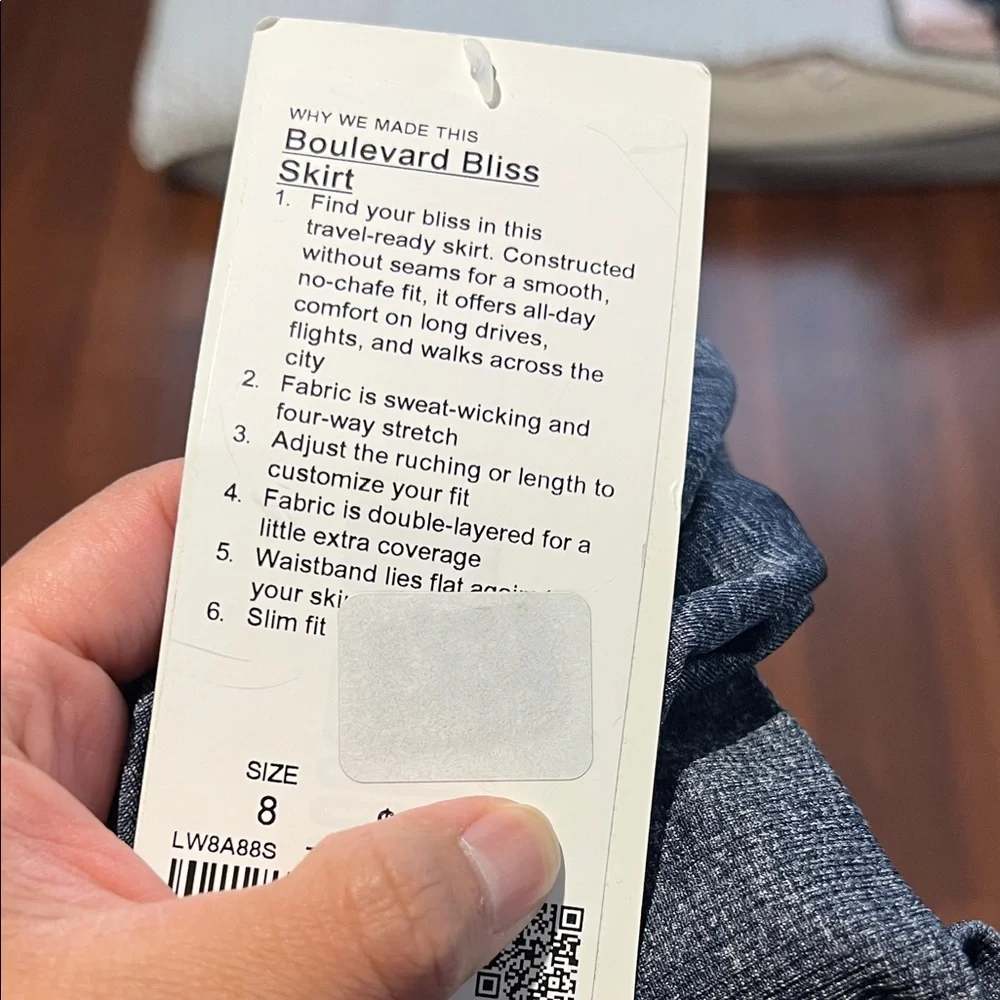 WHY WE MADE THIS
Boulevard Bliss
Skirt
1. Find your bliss in this
travel-ready skirt. Constructed
without seams for a smooth,
no-chafe fit, it offers all-day
comfort on long drives,
flights, and walks across the
city
2. Fabric is sweat-wicking and
four-way stretch
3. Adjust the ruching or length to
customize your fit
4. Fabric is double-layered for a
little extra coverage
5. Waistband lies flat
your
6. Slim fit
SIZE
8
$
LW8A88S